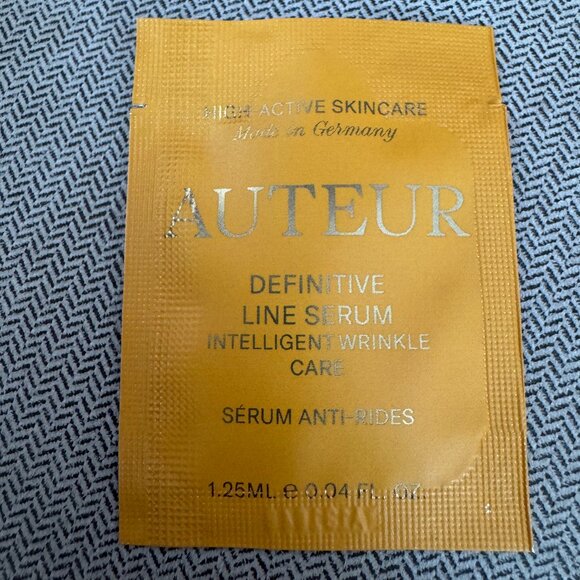 HIGH ACTIVE SKINCARE
Made in Germany
AUTEUR
DEFINITIVE
LINE SERUM
INTELLIGENT WRINKLE
CARE
SÉRUM ANTI-RIDES
1.25ML e 0.04 FL. OZ.